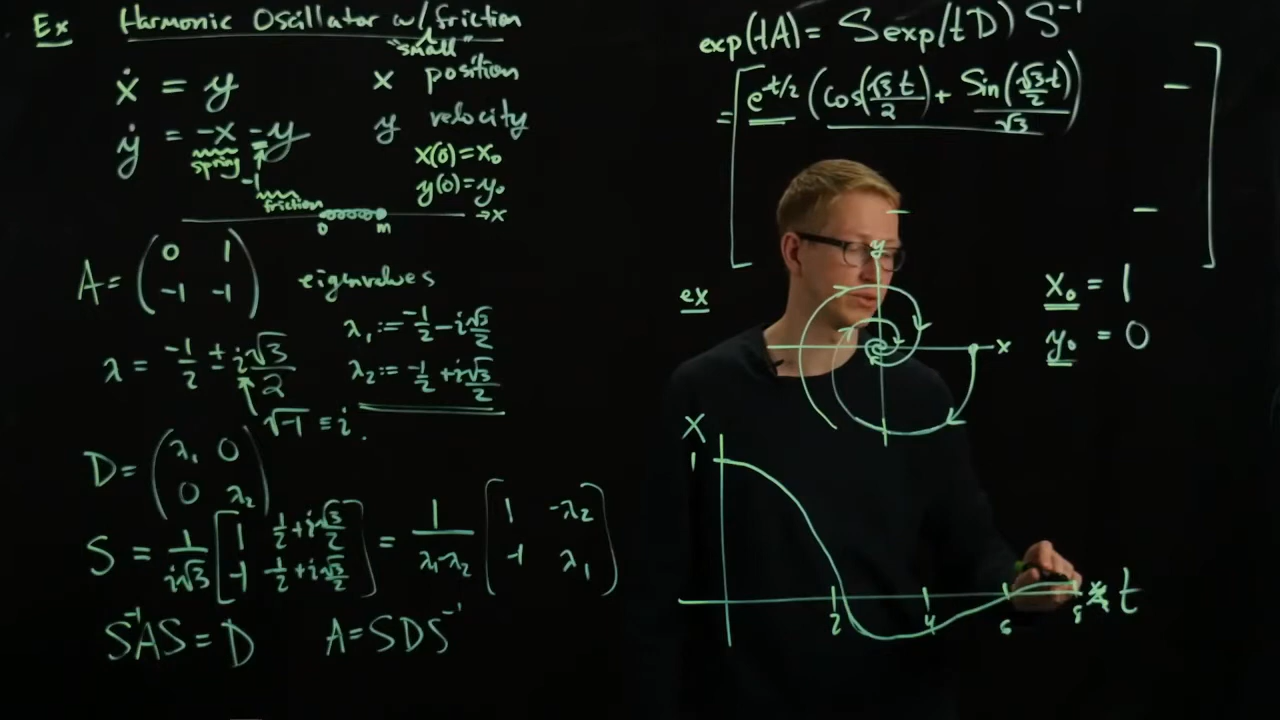 Ex Harmonic Oscillator w/ friction
"small"
ẋ = y
x position
ẏ = -x -y
y velocity
spring
-1
friction
x(0)=x₀
y(0)=y₀
0 m →x
A= (0 1
-1 -1)
eigenvalues
λ₁:= -1/2 - i√3/2
λ = -1/2 ± i√3/2
λ₂:= -1/2 + i√3/2
√-1 ≡ i.
D= (λ₁ 0
0 λ₂)
S = 1/i√3 [1 1/2+i√3/2
-1 -1/2+i√3/2] = 1/λ₁-λ₂ [1 -λ₂
-1 λ₁]
S⁻¹AS = D A=SDS⁻¹
exp(tA)= S exp(tD) S⁻¹
= [e^-t/2 (cos(√3 t/2) + sin(√3 t/2)/√3) –
– –]
ex
y
x
x₀ = 1
y₀ = 0
X
1
2 4 6 8 t